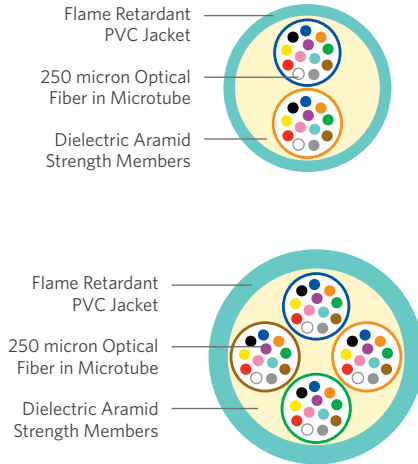 Flame Retardant
PVC Jacket
250 micron Optical
Fiber in Microtube
Dielectric Aramid
Strength Members
Flame Retardant
PVC Jacket
250 micron Optical
Fiber in Microtube
Dielectric Aramid
Strength Members